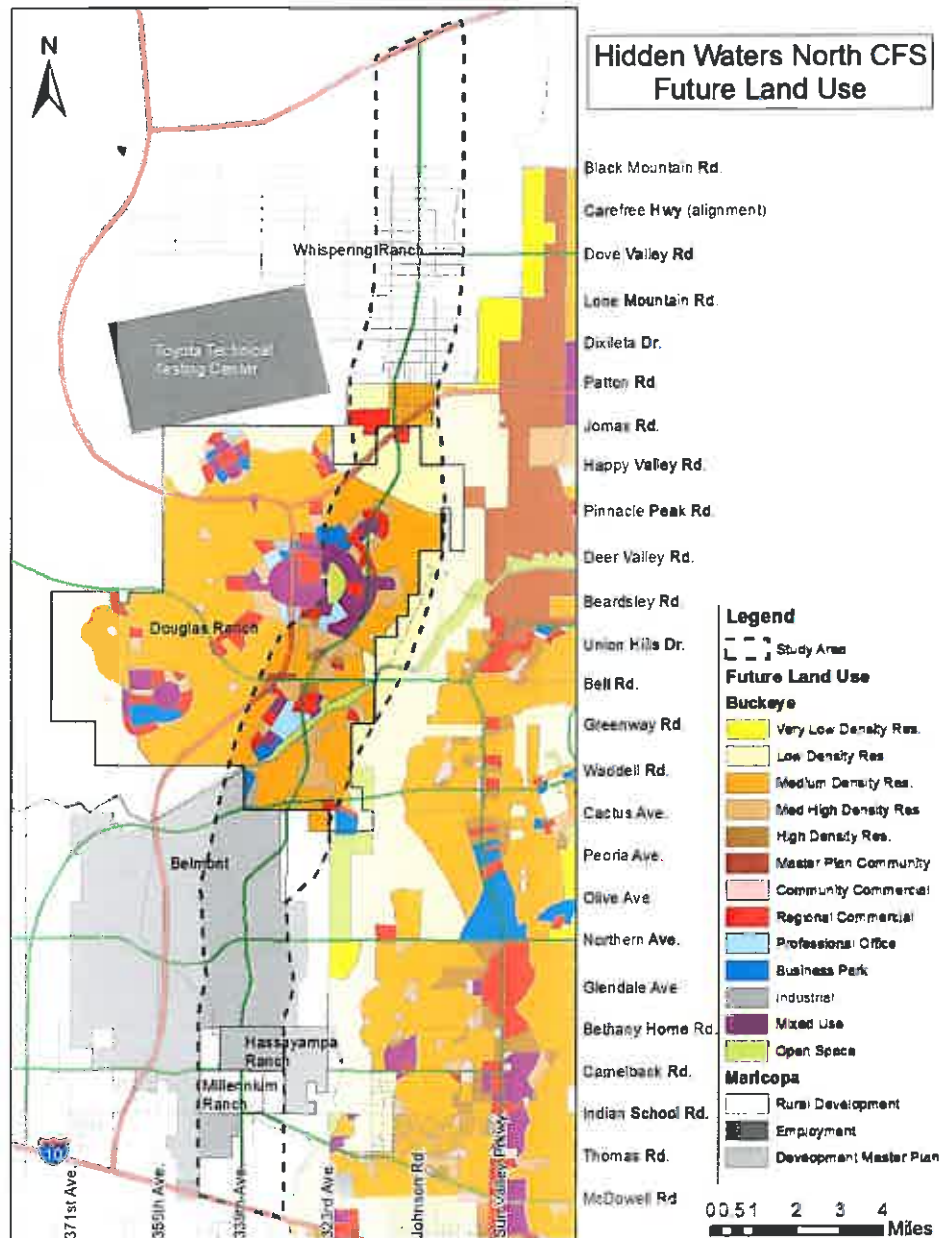 Hidden Waters North CFS
Future Land Use
N
Black Mountain Rd.
Carefree Hwy (alignment)
Whispering Ranch
Dove Valley Rd
Lone Mountain Rd.
Toyota Technical
Testing Center
Dixileta Dr.
Patton Rd
Jomax Rd.
Happy Valley Rd.
Pinnacle Peak Rd.
Deer Valley Rd.
Beardsley Rd
Douglas Ranch
Union Hills Dr.
Bell Rd.
Greenway Rd
Waddell Rd.
Cactus Ave.
Belmont
Peoria Ave.
Olive Ave
Northern Ave.
Glendale Ave
Bethany Home Rd.
Hassayampa
Ranch
Camelback Rd.
Millennium
Ranch
Indian School Rd.
Thomas Rd.
McDowell Rd
10
371st Ave.
355th Ave.
339th Ave.
323rd Ave.
Johnson Rd.
Sun Valley Pkwy
Legend
Study Area
Future Land Use
Buckeye
Very Low Density Res.
Low Density Res
Medium Density Res.
Med High Density Res
High Density Res.
Master Plan Community
Community Commercial
Regional Commercial
Professional Office
Business Park
Industrial
Mixed Use
Open Space
Maricopa
Rural Development
Employment
Development Master Plan
0 0.5 1 2 3 4
Miles